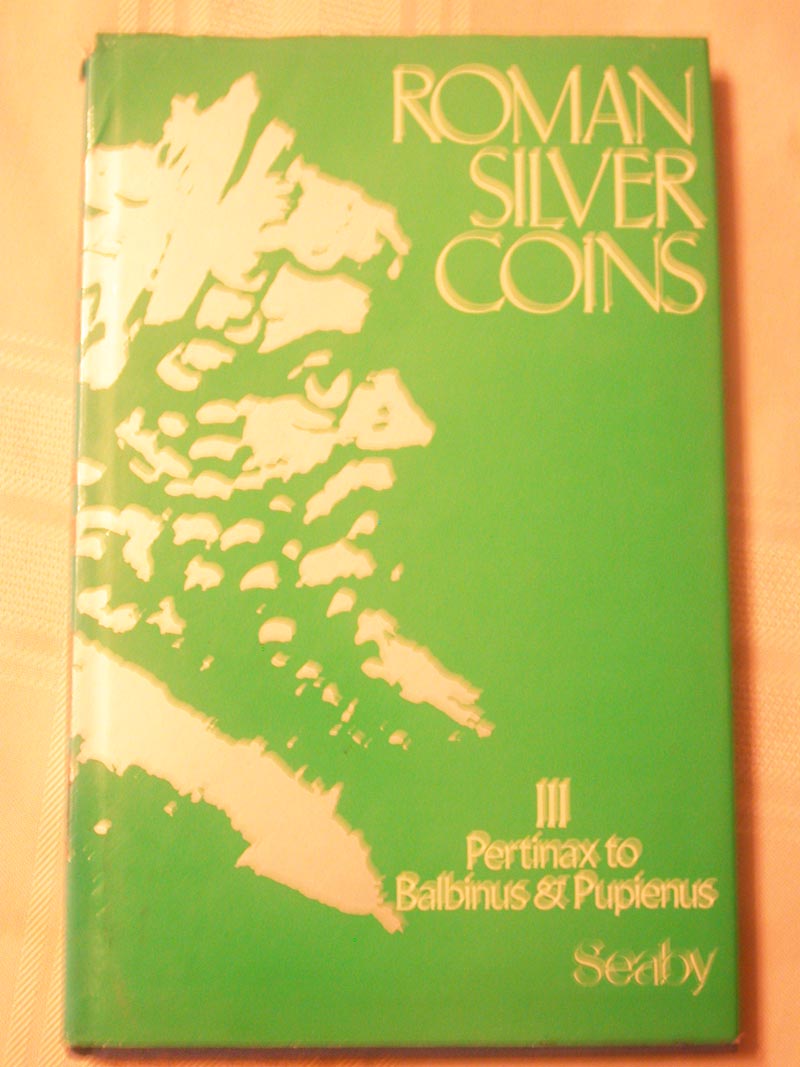 ROMAN
SILVER
COINS
III
Pertinax to
Balbinus & Pupienus
Seaby